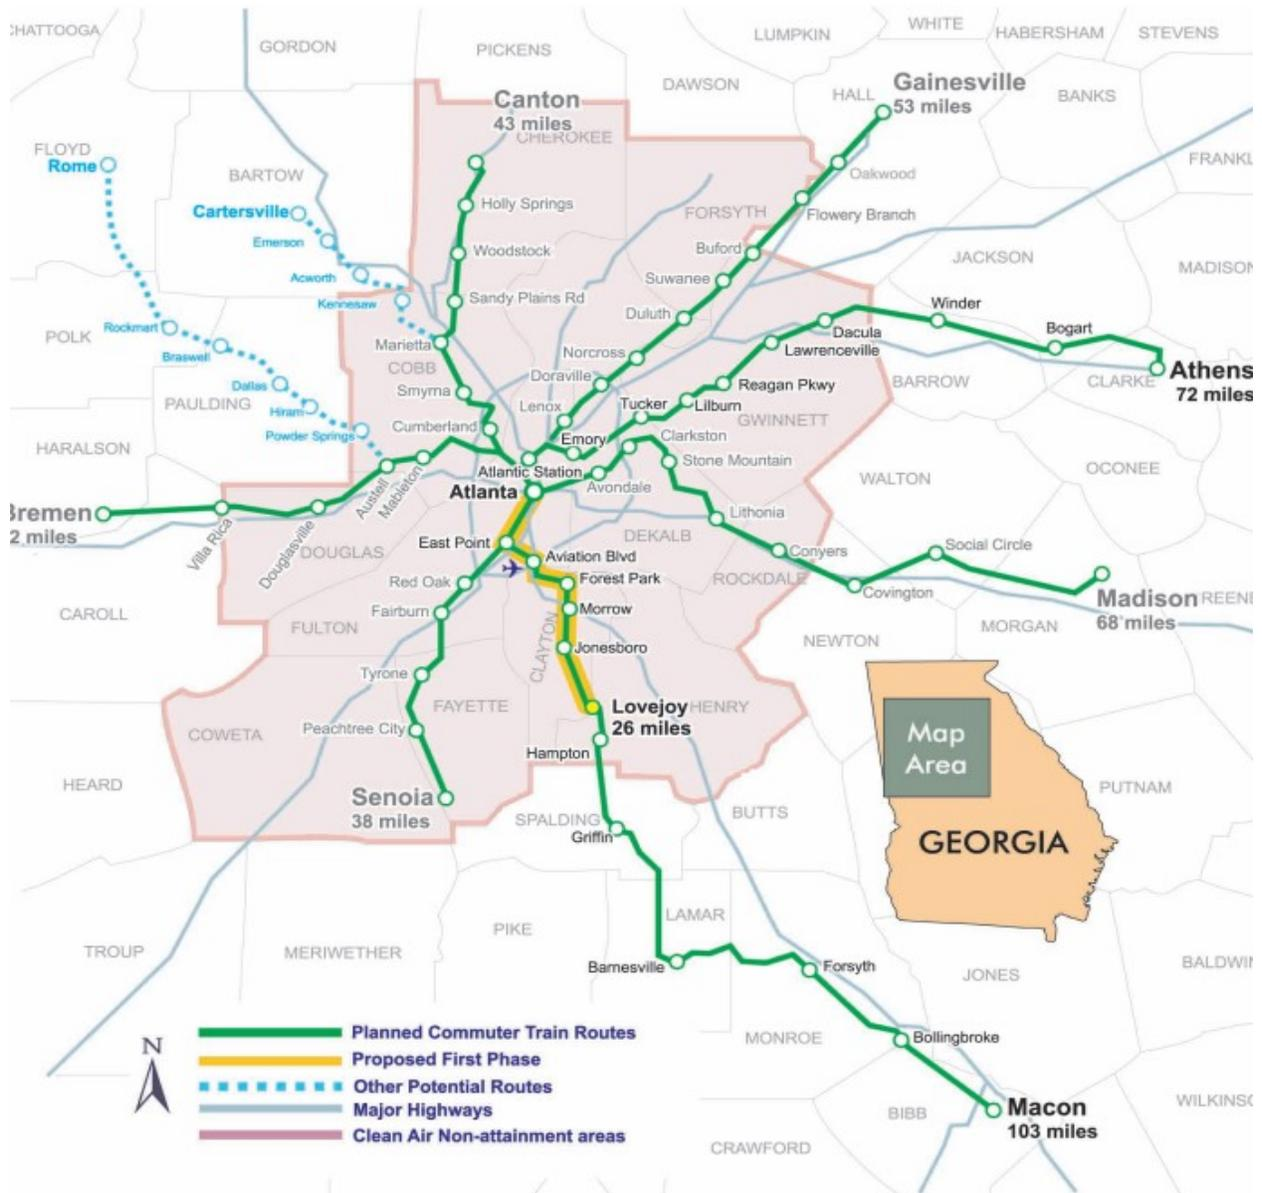 CHATTOOGA
GORDON
PICKENS
LUMPKIN
WHITE
HABERSHAM
STEVENS
DAWSON
HALL
Gainesville
53 miles
BANKS
Canton
43 miles
CHEROKEE
FLOYD
Rome
BARTOW
Oakwood
FRANKL
Cartersville
Holly Springs
FORSYTH
Flowery Branch
Emerson
Woodstock
Buford
JACKSON
MADISON
Acworth
Suwanee
Kennesaw
Sandy Plains Rd
Duluth
Winder
Rockmart
Bogart
POLK
Marietta
Dacula
Braswell
Norcross
Lawrenceville
COBB
Athens
72 miles
Dallas
Smyrna
Doraville
Reagan Pkwy
BARROW
CLARKE
PAULDING
Hiram
Lenox
Tucker
Lilburn
GWINNETT
Powder Springs
Cumberland
Emory
Clarkston
HARALSON
Stone Mountain
Atlantic Station
OCONEE
Austell
Mableton
Atlanta
Avondale
WALTON
Bremen
2 miles
Lithonia
Villa Rica
Douglasville
DOUGLAS
East Point
DEKALB
Aviation Blvd
Conyers
Social Circle
Red Oak
Forest Park
ROCKDALE
Covington
Madison
68 miles
REENE
CAROLL
Fairburn
Morrow
FULTON
CLAYTON
Jonesboro
NEWTON
MORGAN
Tyrone
FAYETTE
Lovejoy
26 miles
HENRY
COWETA
Peachtree City
Hampton
Map
Area
HEARD
Senoia
38 miles
PUTNAM
SPALDING
BUTTS
Griffin
GEORGIA
LAMAR
PIKE
TROUP
MERIWETHER
Barnesville
Forsyth
JONES
BALDWIN
Planned Commuter Train Routes
MONROE
Bollingbroke
N
Proposed First Phase
Other Potential Routes
Major Highways
BIBB
Macon
103 miles
WILKINSO
Clean Air Non-attainment areas
CRAWFORD